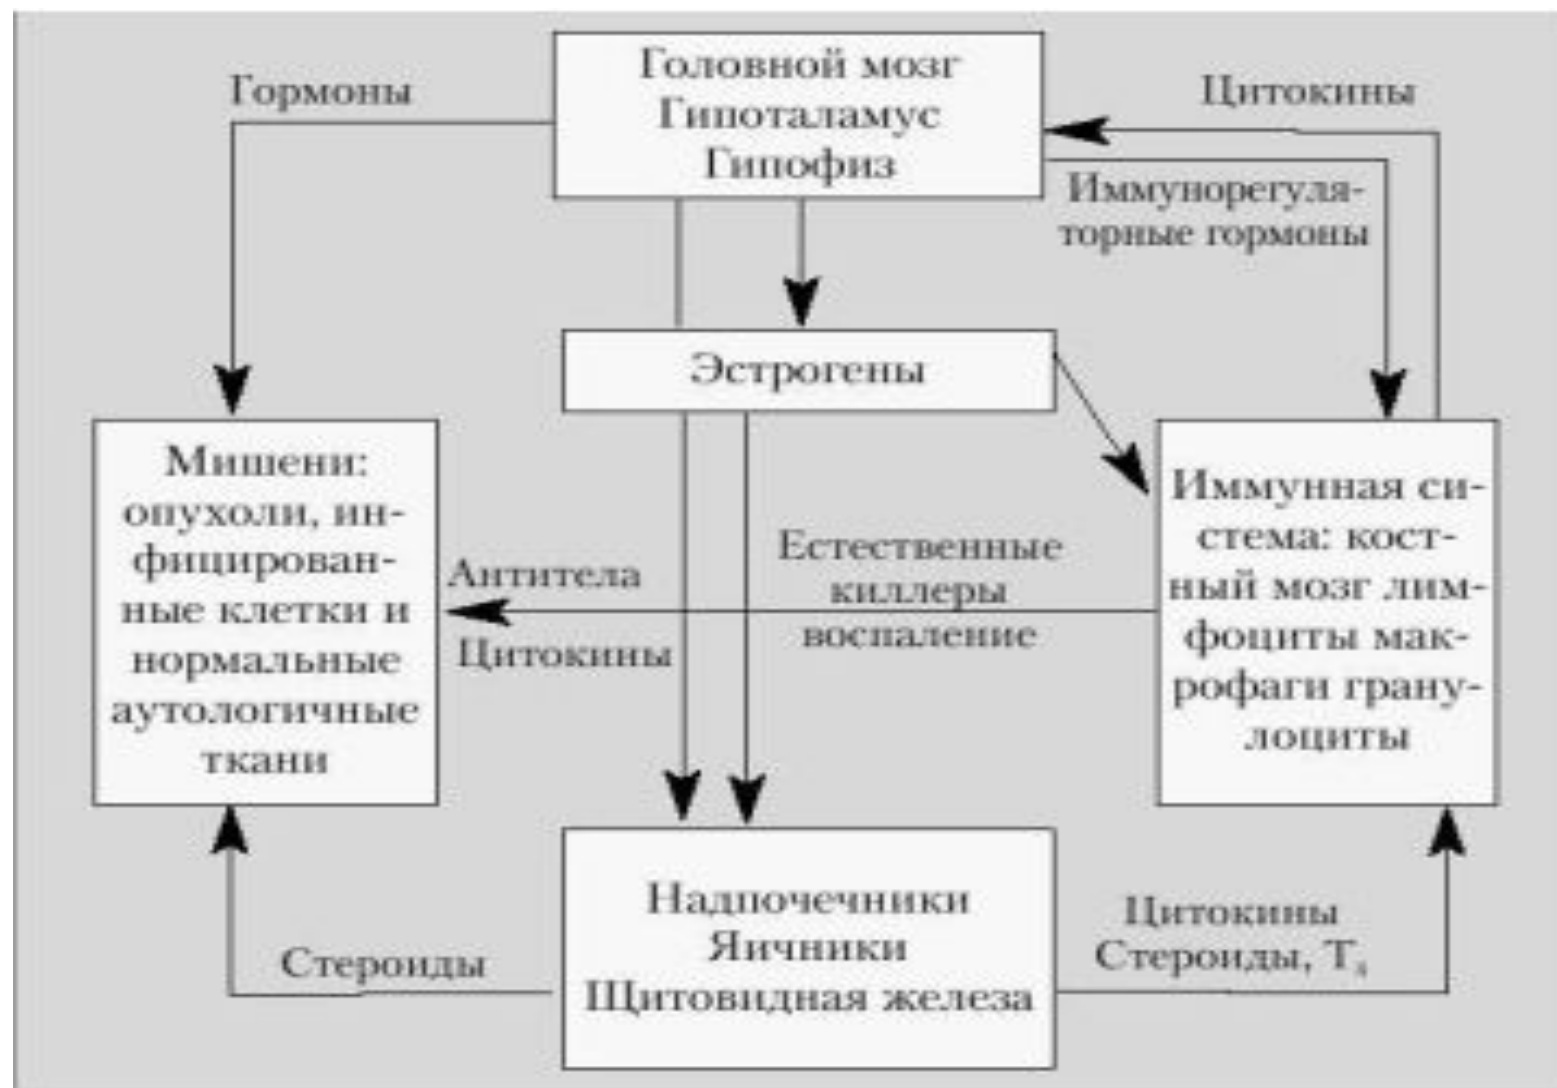 Головной мозг
Гипоталамус
Гипофиз
Гормоны
Цитокины
Иммунорегуля-
торные гормоны
Эстрогены
Мишени:
опухоли, ин-
фицирован-
ные клетки и
нормальные
аутологичные
ткани
Антитела
Цитокины
Естественные
киллеры
воспаление
Иммунная си-
стема: кост-
ный мозг лим-
фоциты мак-
рофаги грану-
лоциты
Надпочечники
Яичники
Щитовидная железа
Стероиды
Цитокины
Стероиды, Т₄